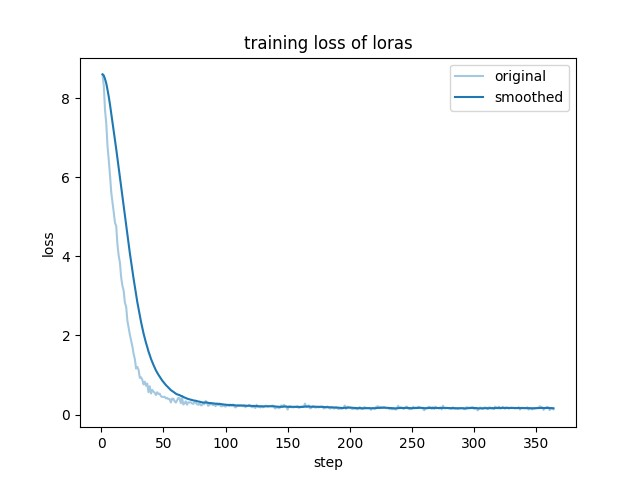 training loss of loras
original
smoothed
loss
8
6
4
2
0
0 50 100 150 200 250 300 350
step